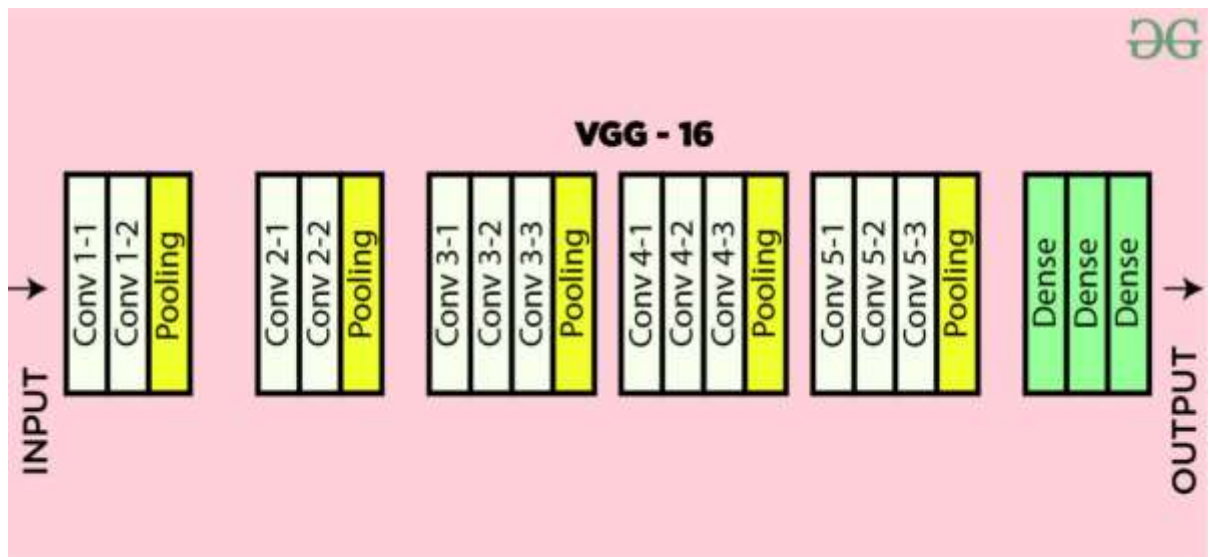 VGG - 16
INPUT
Conv 1-1
Conv 1-2
Pooling
Conv 2-1
Conv 2-2
Pooling
Conv 3-1
Conv 3-2
Conv 3-3
Pooling
Conv 4-1
Conv 4-2
Conv 4-3
Pooling
Conv 5-1
Conv 5-2
Conv 5-3
Pooling
Dense
Dense
Dense
OUTPUT